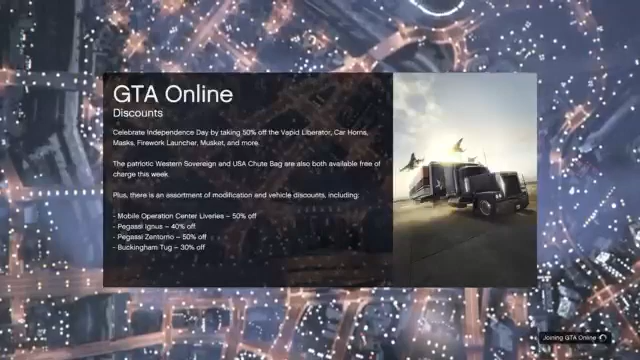 GTA Online
Discounts
Celebrate Independence Day by taking 50% off the Vapid Liberator, Car Horns,
Masks, Firework Launcher, Musket, and more.
The patriotic Western Sovereign and USA Chute Bag are also both available free of
charge this week.
Plus, there is an assortment of modification and vehicle discounts, including:
- Mobile Operation Center Liveries – 50% off
- Pegassi Ignus – 40% off
- Pegassi Zentorno – 50% off
- Buckingham Tug – 30% off
Joining GTA Online